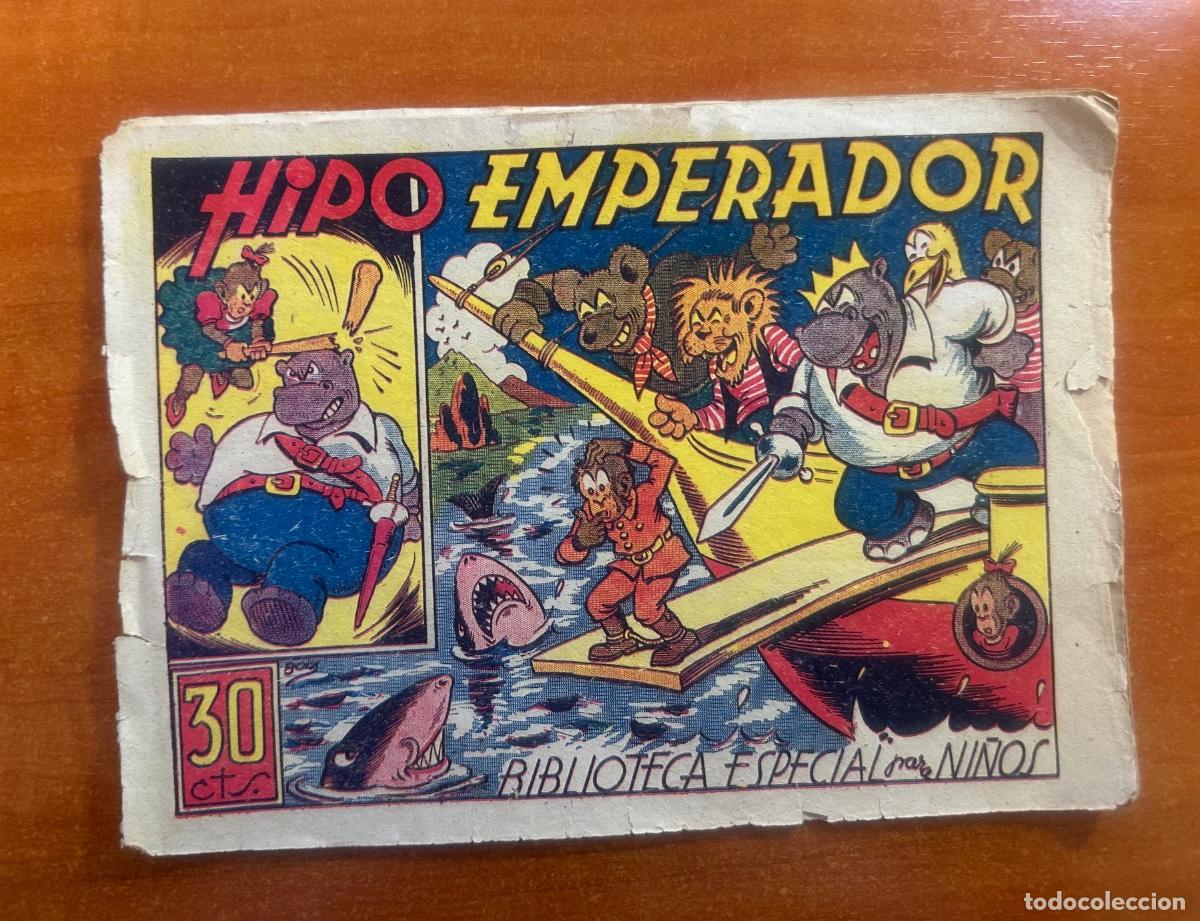 HiPO EMPERADOR
30
cts.
BIBLIOTECA ESPECIAL para NIÑOS
todocoleccion